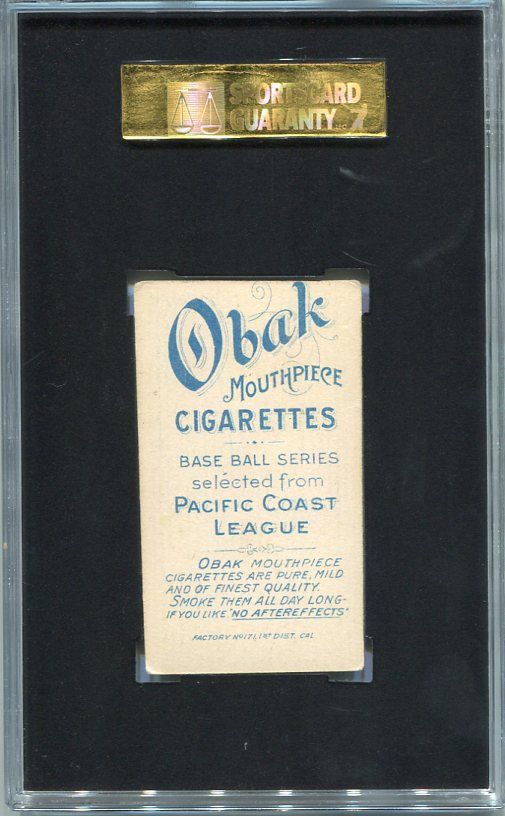 SPORTSCARD
GUARANTY LLC
Obak
MOUTHPIECE
CIGARETTES
BASE BALL SERIES
selected from
PACIFIC COAST
LEAGUE
OBAK MOUTHPIECE
CIGARETTES ARE PURE, MILD
AND OF FINEST QUALITY.
SMOKE THEM ALL DAY LONG-
IF YOU LIKE "NO AFTEREFFECTS"
FACTORY No 171, 1ST DIST. CAL